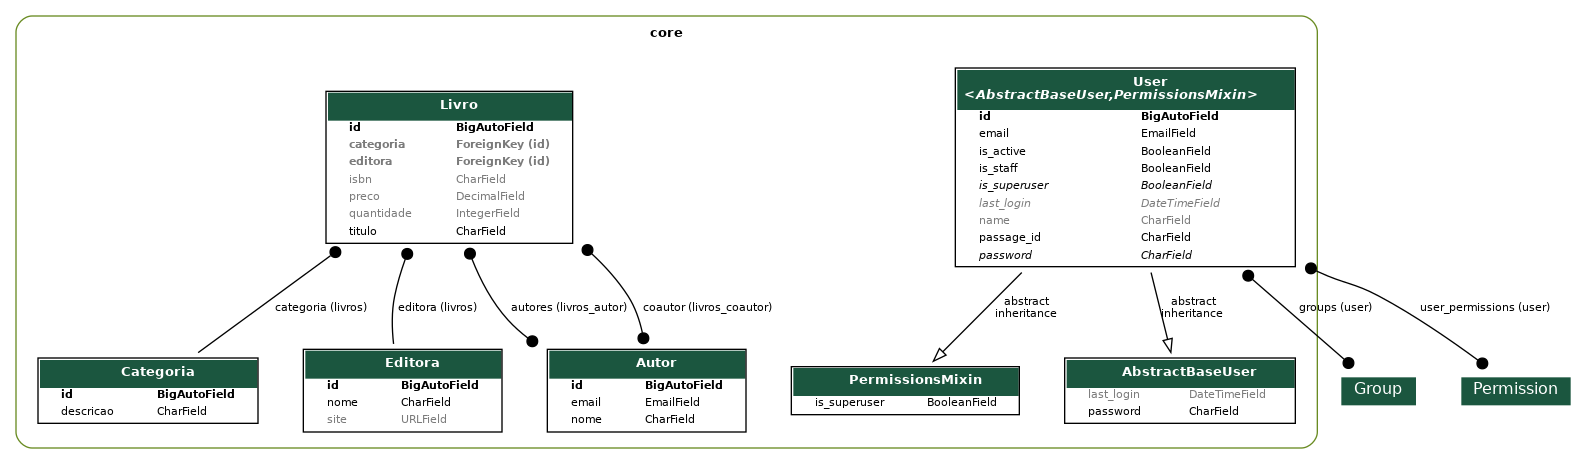 core
Livro
id BigAutoField
categoria ForeignKey (id)
editora ForeignKey (id)
isbn CharField
preco DecimalField
quantidade IntegerField
titulo CharField
User
<AbstractBaseUser,PermissionsMixin>
id BigAutoField
email EmailField
is_active BooleanField
is_staff BooleanField
is_superuser BooleanField
last_login DateTimeField
name CharField
passage_id CharField
password CharField
categoria (livros)
editora (livros)
autores (livros_autor)
coautor (livros_coautor)
abstract
inheritance
abstract
inheritance
groups (user)
user_permissions (user)
Categoria
id BigAutoField
descricao CharField
Editora
id BigAutoField
nome CharField
site URLField
Autor
id BigAutoField
email EmailField
nome CharField
PermissionsMixin
is_superuser BooleanField
AbstractBaseUser
last_login DateTimeField
password CharField
Group
Permission